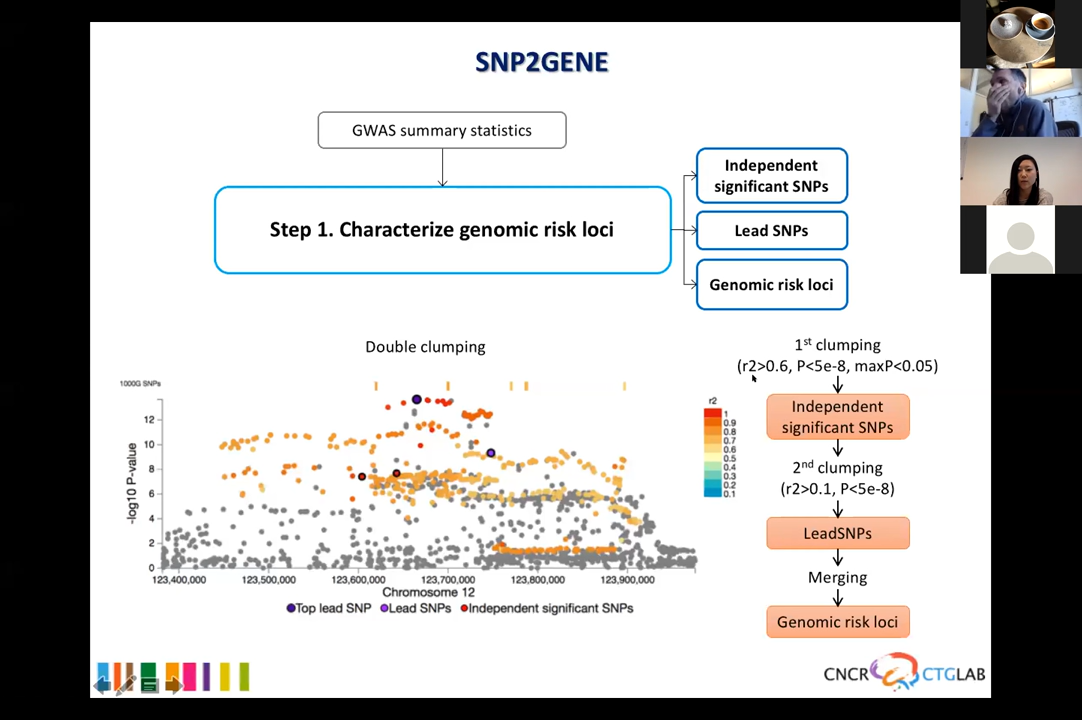 SNP2GENE
GWAS summary statistics
Step 1. Characterize genomic risk loci
Independent
significant SNPs
Lead SNPs
Genomic risk loci
Double clumping
1000G SNPs
-log10 P-value
12
10
8
6
4
2
0
123,400,000 123,500,000 123,600,000 123,700,000 123,800,000 123,900,000
Chromosome 12
Top lead SNP Lead SNPs Independent significant SNPs
r2
1
0.9
0.8
0.7
0.6
0.5
0.4
0.3
0.2
0.1
1st clumping
(r2>0.6, P<5e-8, maxP<0.05)
Independent
significant SNPs
2nd clumping
(r2>0.1, P<5e-8)
LeadSNPs
Merging
Genomic risk loci
CNCR CTGLAB